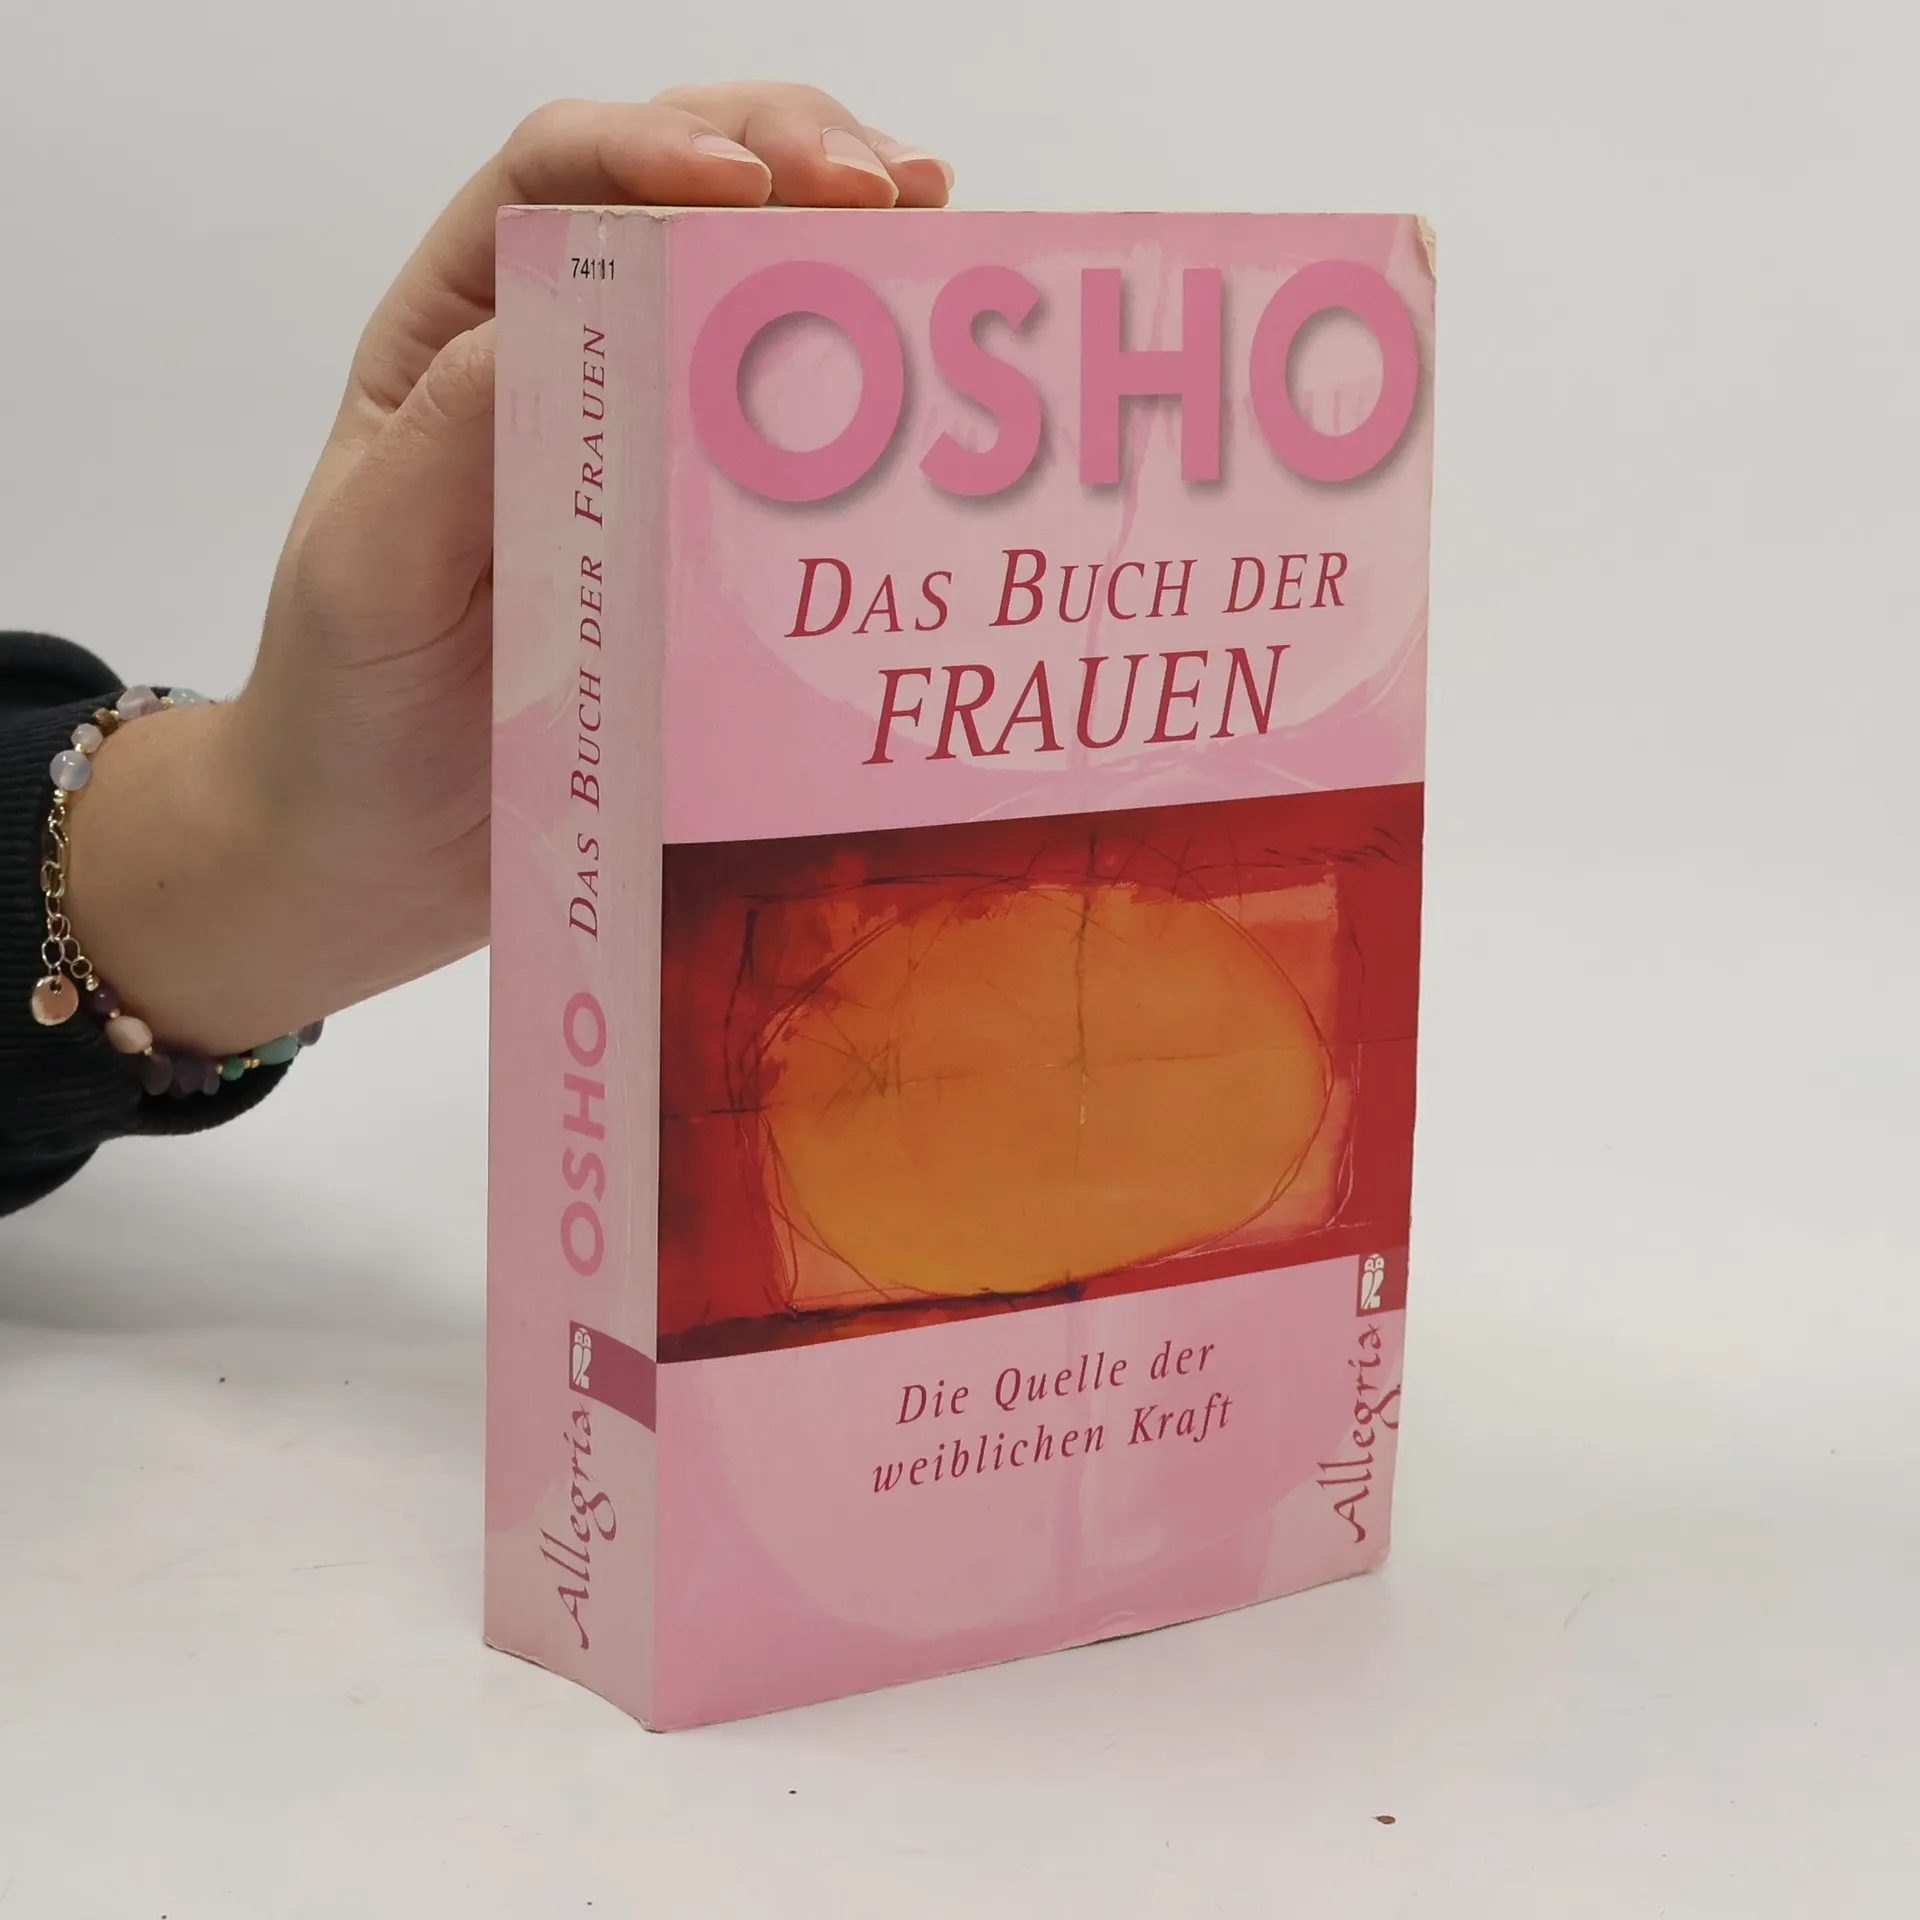 74111
DAS BUCH DER FRAUEN
OSHO
Allegria
OSHO
DAS BUCH DER
FRAUEN
Die Quelle der
weiblichen Kraft
Allegria